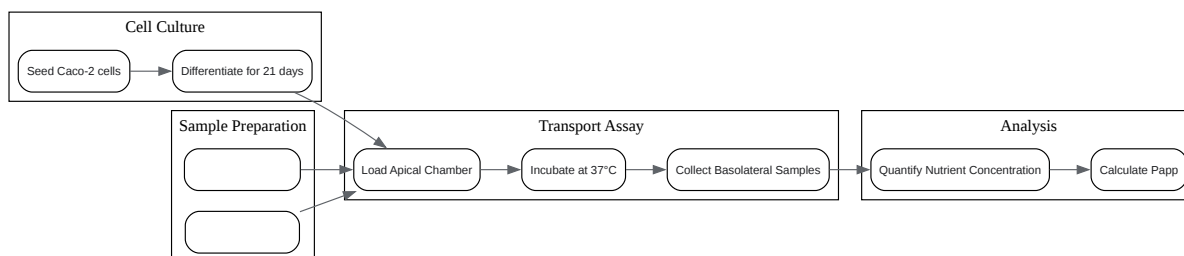 Cell Culture
Seed Caco-2 cells
Differentiate for 21 days
Sample Preparation
Transport Assay
Load Apical Chamber
Incubate at 37°C
Collect Basolateral Samples
Analysis
Quantify Nutrient Concentration
Calculate Papp